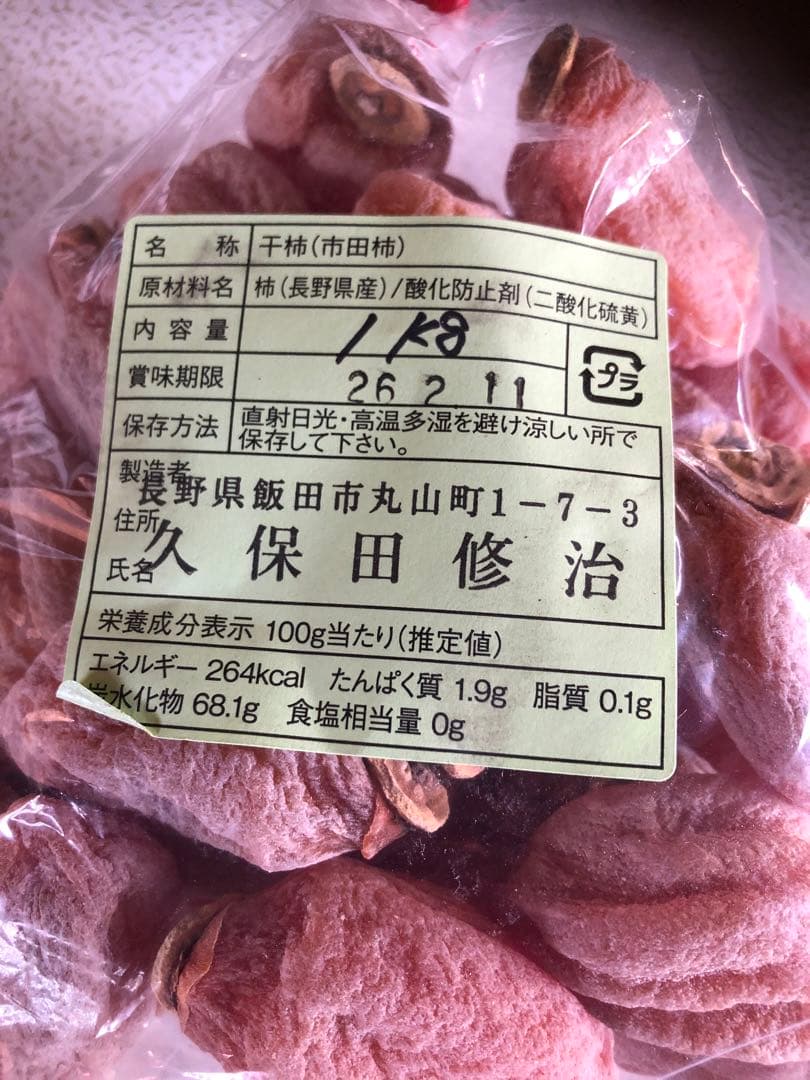 名称 干柿(市田柿)
原材料名 柿(長野県産)/酸化防止剤(二酸化硫黄)
内容量 1Kg
賞味期限 26 2 11
プラ
保存方法 直射日光・高温多湿を避け涼しい所で
保存して下さい。
製造者
長野県飯田市丸山町1-7-3
住所
久保田修治
氏名
栄養成分表示 100g当たり(推定値)
エネルギー 264kcal たんぱく質 1.9g 脂質 0.1g
炭水化物 68.1g 食塩相当量 0g